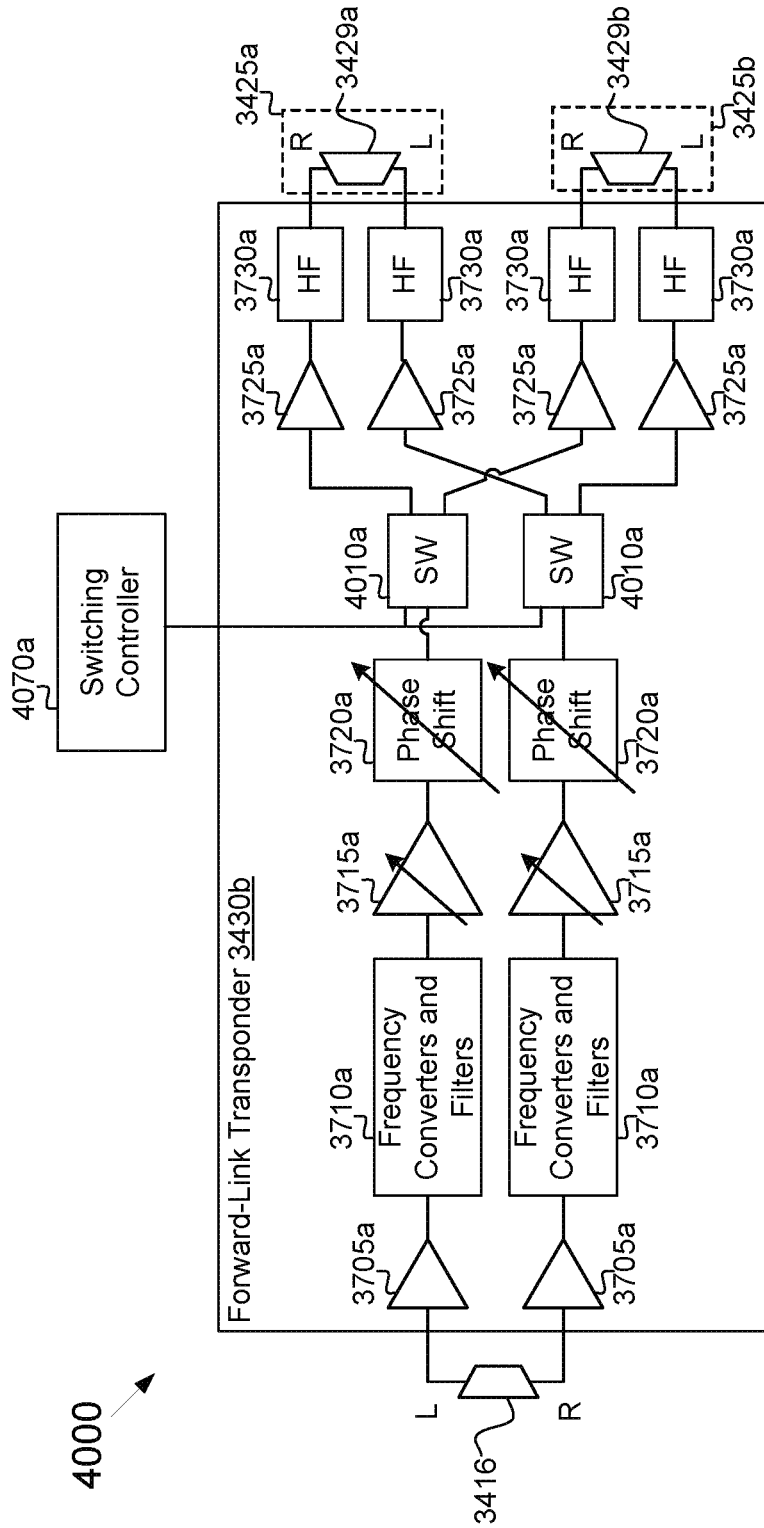 4000
4070a
Switching
Controller
Forward-Link Transponder 3430b
3416
L
R
3705a
3705a
3710a
Frequency
Converters and
Filters
3710a
Frequency
Converters and
Filters
3715a
3715a
3720a
Phase
Shift
3720a
Phase
Shift
4010a
SW
4010a
SW
3725a
3725a
3725a
3725a
3730a
HF
3730a
HF
3730a
HF
3730a
HF
3425a
R
L
3429a
R
L
3429b
3425b